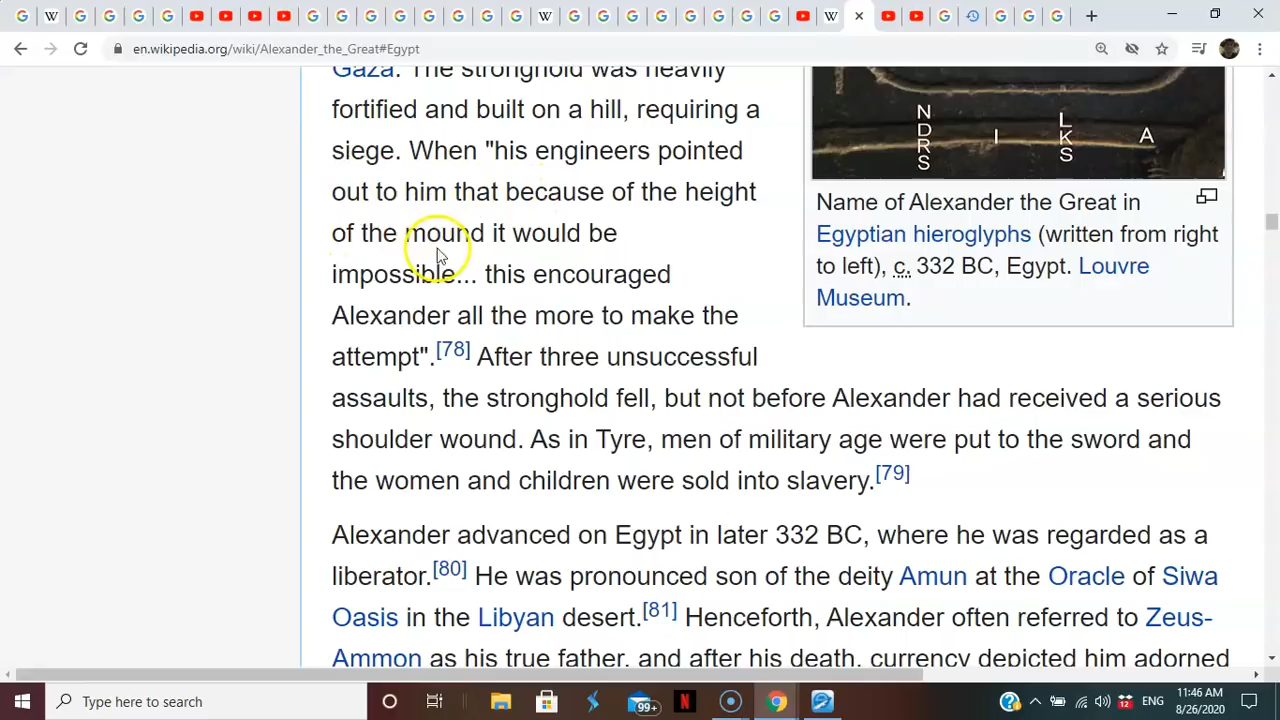 en.wikipedia.org/wiki/Alexander_the_Great#Egypt
Gaza. The stronghold was heavily
fortified and built on a hill, requiring a
siege. When "his engineers pointed
out to him that because of the height
of the mound it would be
impossible... this encouraged
Alexander all the more to make the
attempt".[78] After three unsuccessful
assaults, the stronghold fell, but not before Alexander had received a serious
shoulder wound. As in Tyre, men of military age were put to the sword and
the women and children were sold into slavery.[79]
Alexander advanced on Egypt in later 332 BC, where he was regarded as a
liberator.[80] He was pronounced son of the deity Amun at the Oracle of Siwa
Oasis in the Libyan desert.[81] Henceforth, Alexander often referred to Zeus-
Ammon as his true father, and after his death, currency depicted him adorned
N
D
R
S
I
L
K
S
A
Name of Alexander the Great in
Egyptian hieroglyphs (written from right
to left), c. 332 BC, Egypt. Louvre
Museum.
Type here to search
99+
N
12
ENG
11:46 AM
8/26/2020